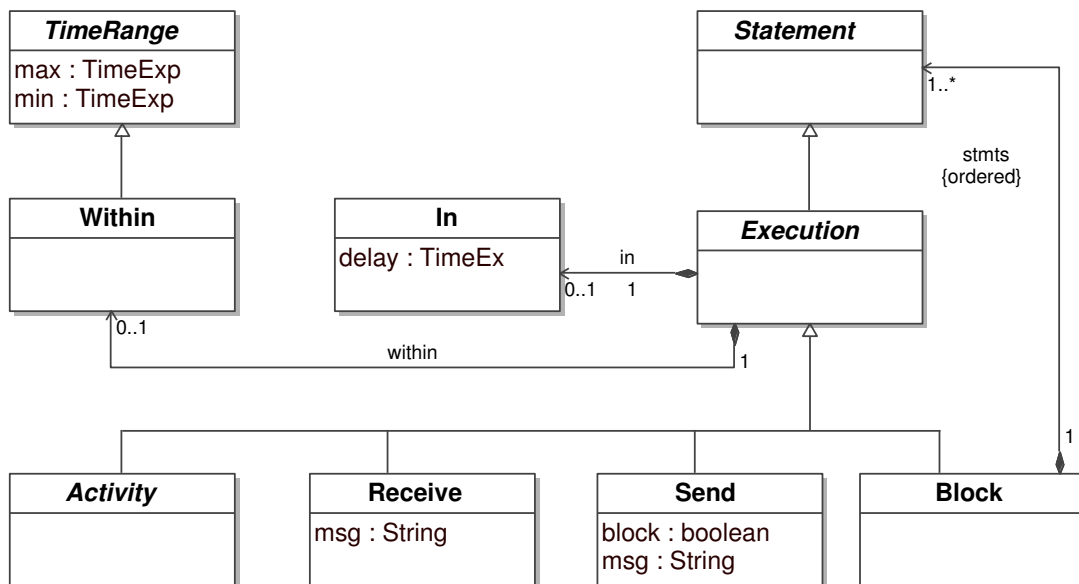 TimeRange
max : TimeExp
min : TimeExp
Statement
1..*
stmts
{ordered}
Within
In
delay : TimeEx
in
0..1
1
Execution
0..1
within
1
1
Activity
Receive
msg : String
Send
block : boolean
msg : String
Block